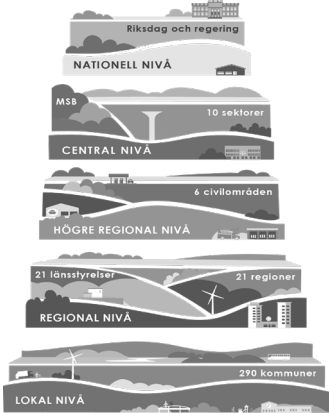 Riksdag och regering
NATIONELL NIVÅ
MSB
10 sektorer
CENTRAL NIVÅ
6 civilområden
HÖGRE REGIONAL NIVÅ
21 länsstyrelser
21 regioner
REGIONAL NIVÅ
290 kommuner
LOKAL NIVÅ